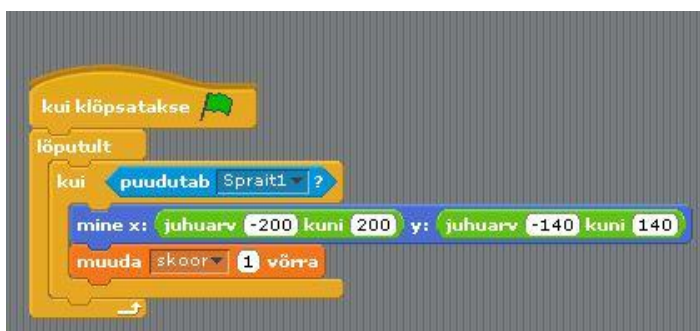 kui klõpsatakse
lõputult
kui puudutab Sprait1 ?
mine x: juhuarv -200 kuni 200 y: juhuarv -140 kuni 140
muuda skoor 1 võrra